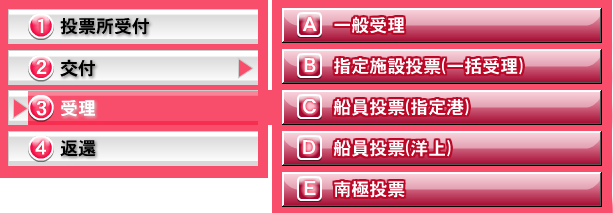 ① 投票所受付
② 交付
③ 受理
④ 返還
A 一般受理
B 指定施設投票(一括受理)
C 船員投票(指定港)
D 船員投票(洋上)
E 南極投票